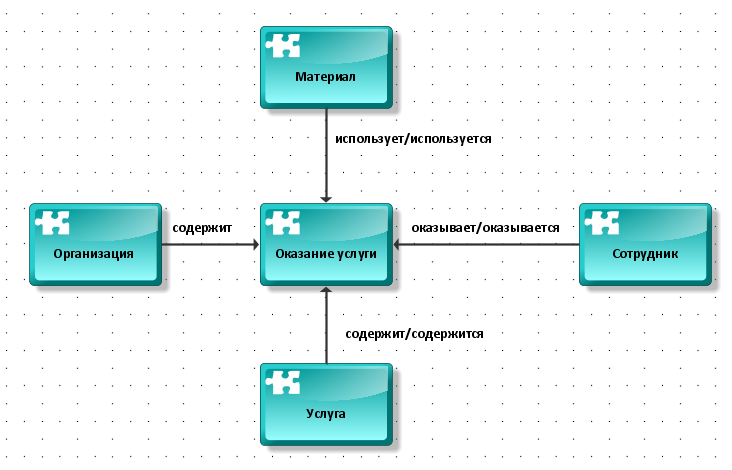 Материал
использует/используется
содержит
оказывает/оказывается
Организация
Оказание услуги
Сотрудник
содержит/содержится
Услуга